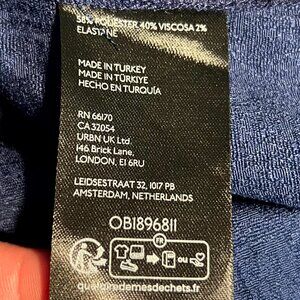 58% POLYESTER 40% VISCOSA 2%
ELASTANE
MADE IN TURKEY
MADE IN TÜRKIYE
HECHO EN TURQUÍA
RN 66170
CA 32054
URBN UK Ltd.
146 Brick Lane,
LONDON, E1 6RU
LEIDSESTRAAT 32, 1017 PB
AMSTERDAM, NETHERLANDS
OB1896811
FR
OU
quefairedemesdechets.fr